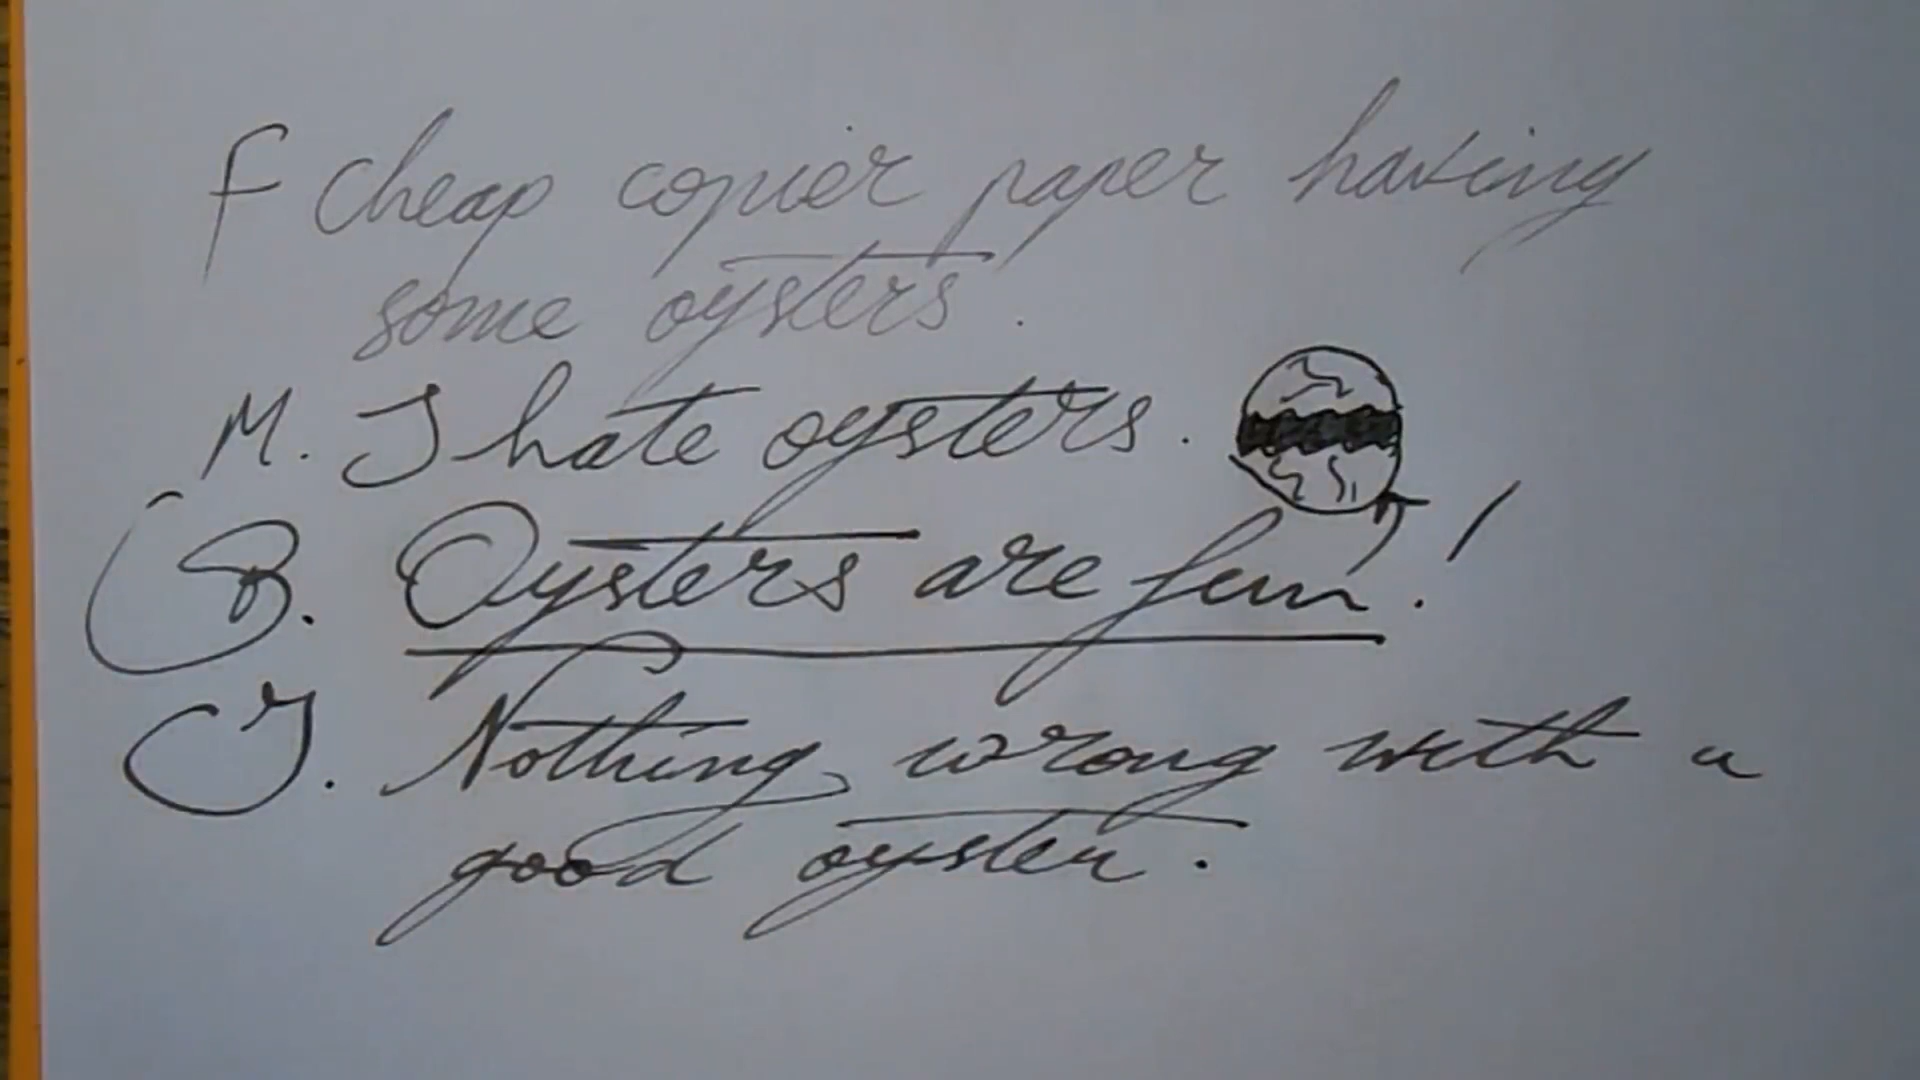 F Cheap copier paper having
some oysters.
M. I hate oysters.
B. Oysters are fun!
J. Nothing wrong with a
good oyster.